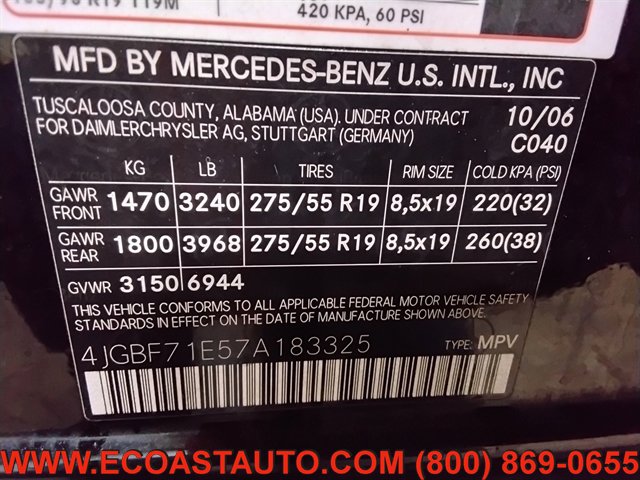 420 KPA, 60 PSI
MFD BY MERCEDES-BENZ U.S. INTL., INC
TUSCALOOSA COUNTY, ALABAMA (USA). UNDER CONTRACT 10/06
FOR DAIMLERCHRYSLER AG, STUTTGART (GERMANY) C040
KG LB TIRES RIM SIZE COLD KPA (PSI)
GAWR FRONT 1470 3240 275/55 R19 8,5x19 220(32)
GAWR REAR 1800 3968 275/55 R19 8,5x19 260(38)
GVWR 3150 6944
THIS VEHICLE CONFORMS TO ALL APPLICABLE FEDERAL MOTOR VEHICLE SAFETY
STANDARDS IN EFFECT ON THE DATE OF MANUFACTURE SHOWN ABOVE.
4JGBF71E57A183325 TYPE: MPV
WWW.ECOASTAUTO.COM (800) 869-0655